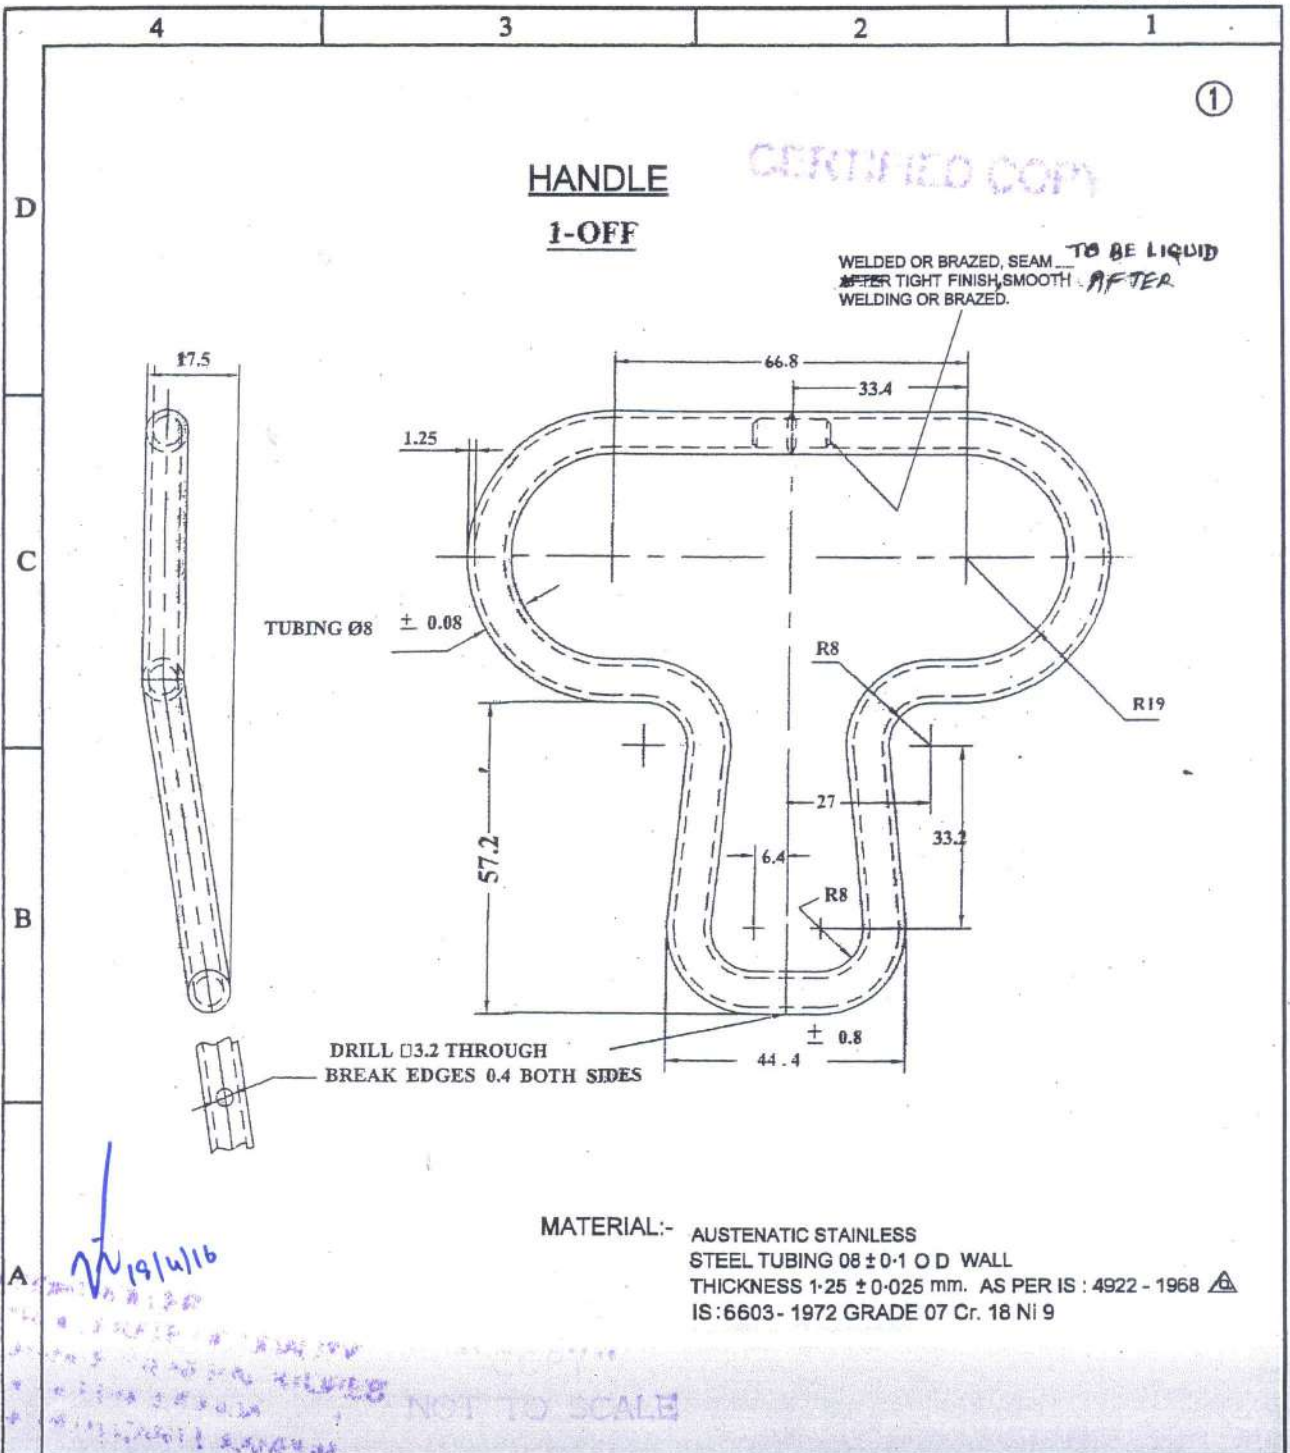 4 3 2 1
①
D
HANDLE
CERTIFIED COPY
1-OFF
WELDED OR BRAZED, SEAM TO BE LIQUID
AFTER TIGHT FINISH, SMOOTH AFTER
WELDING OR BRAZED.
17.5
66.8
33.4
1.25
C
TUBING Ø8 ± 0.08
R8
R19
27
57.2
33.2
6.4
R8
B
± 0.8
44.4
DRILL □3.2 THROUGH
BREAK EDGES 0.4 BOTH SIDES
MATERIAL:- AUSTENATIC STAINLESS
STEEL TUBING 08 ± 0·1 O D WALL
THICKNESS 1·25 ± 0·025 mm. AS PER IS : 4922 - 1968
IS : 6603 - 1972 GRADE 07 Cr. 18 Ni 9
A
NOT TO SCALE